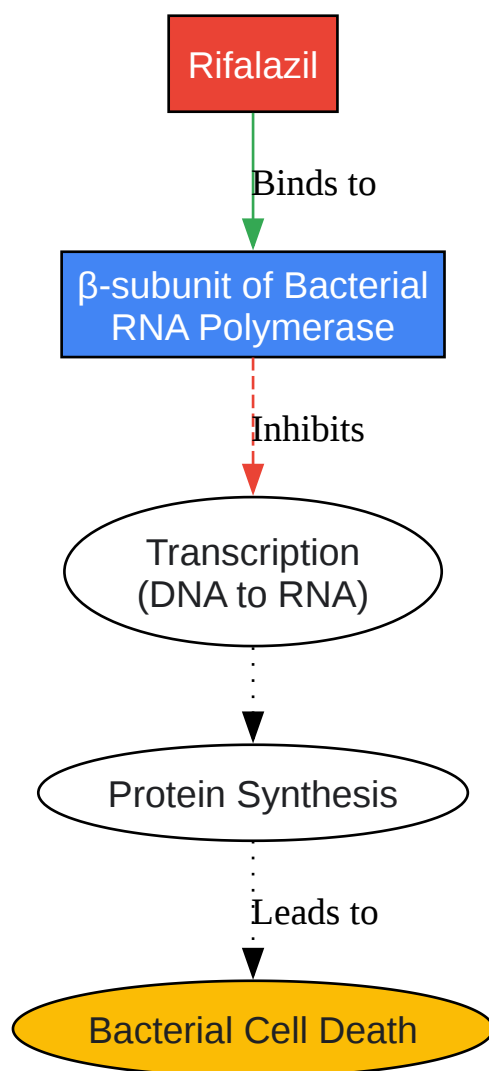 Rifalazil
Binds to
β-subunit of Bacterial
RNA Polymerase
Inhibits
Transcription
(DNA to RNA)
Protein Synthesis
Leads to
Bacterial Cell Death